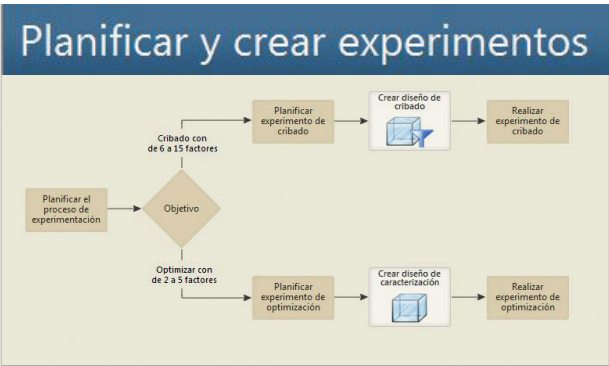 Planificar y crear experimentos
Cribado con
de 6 a 15 factores
Planificar
experimento de
cribado
Crear diseño de
cribado
Realizar
experimento de
cribado
Planificar el
proceso de
experimentación
Objetivo
Optimizar con
de 2 a 5 factores
Planificar
experimento de
optimización
Crear diseño de
caracterización
Realizar
experimento de
optimización